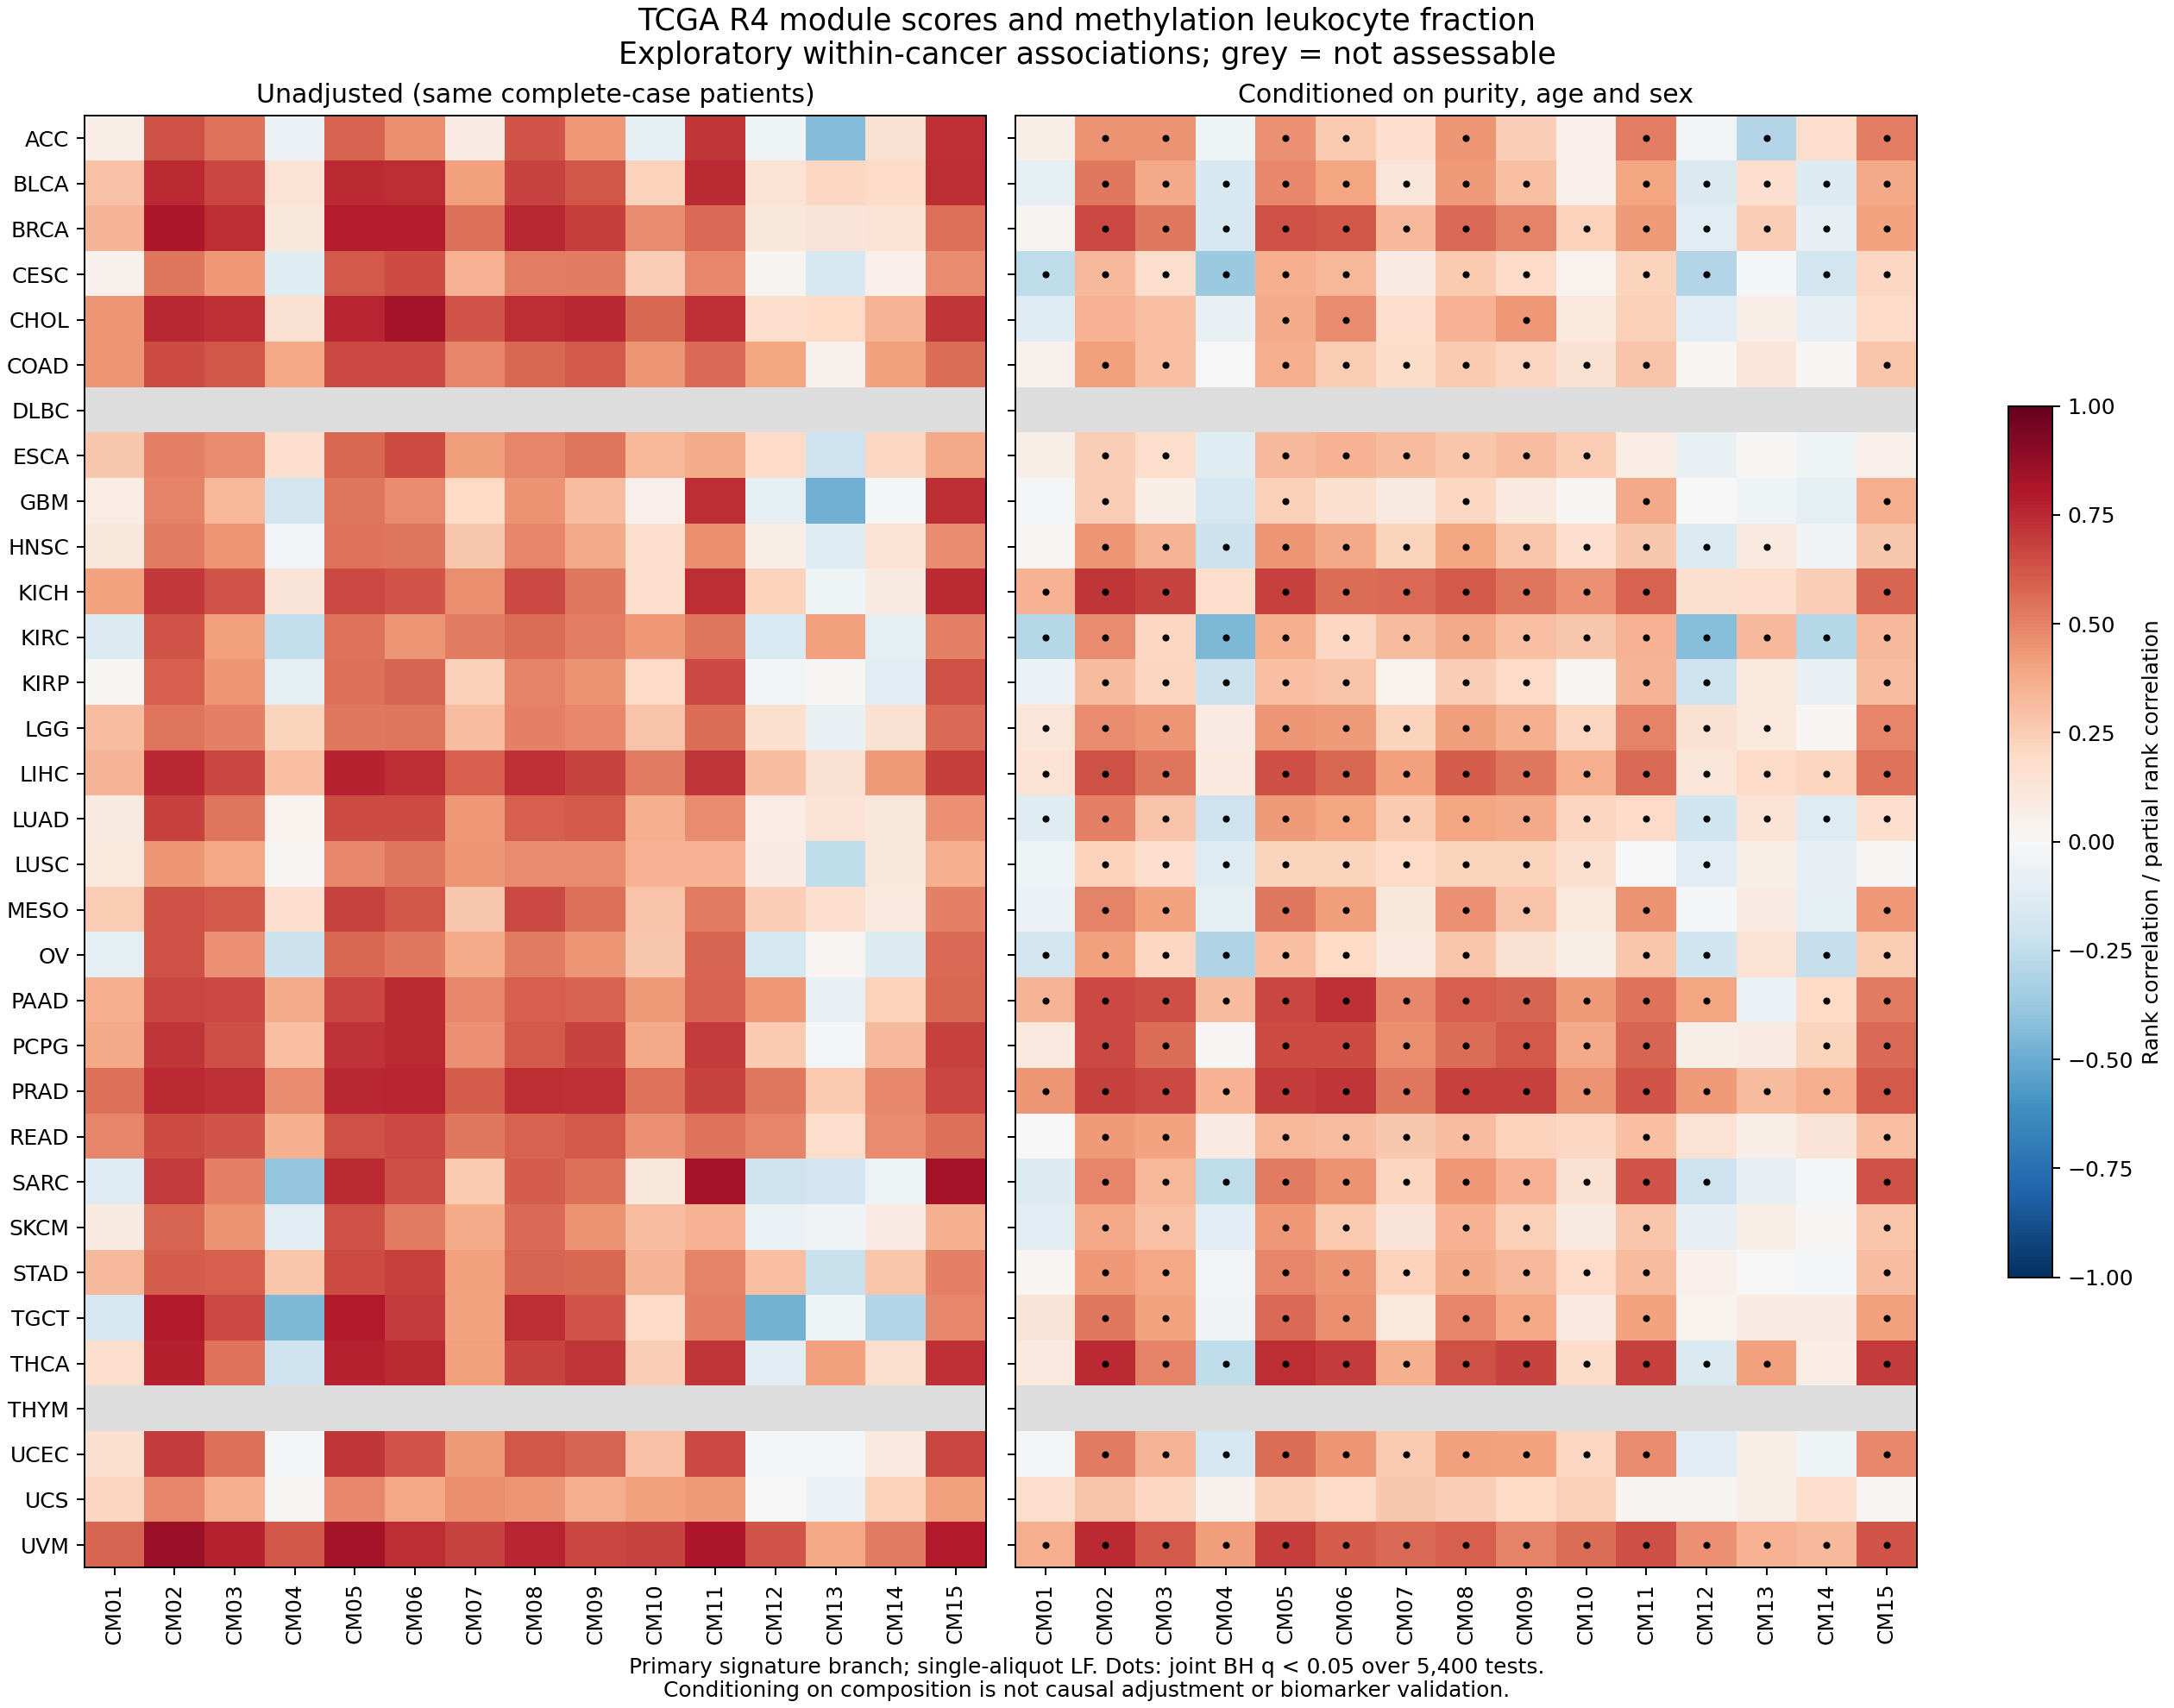 TCGA R4 module scores and methylation leukocyte fraction
Exploratory within-cancer associations; grey = not assessable
Unadjusted (same complete-case patients)
Conditioned on purity, age and sex
ACC
BLCA
BRCA
CESC
CHOL
COAD
DLBC
ESCA
GBM
HNSC
KICH
KIRC
KIRP
LGG
LIHC
LUAD
LUSC
MESO
OV
PAAD
PCPG
PRAD
READ
SARC
SKCM
STAD
TGCT
THCA
THYM
UCEC
UCS
UVM
CM01 CM02 CM03 CM04 CM05 CM06 CM07 CM08 CM09 CM10 CM11 CM12 CM13 CM14 CM15
CM01 CM02 CM03 CM04 CM05 CM06 CM07 CM08 CM09 CM10 CM11 CM12 CM13 CM14 CM15
1.00
0.75
0.50
0.25
0.00
−0.25
−0.50
−0.75
−1.00
Rank correlation / partial rank correlation
Primary signature branch; single-aliquot LF. Dots: joint BH q < 0.05 over 5,400 tests.
Conditioning on composition is not causal adjustment or biomarker validation.